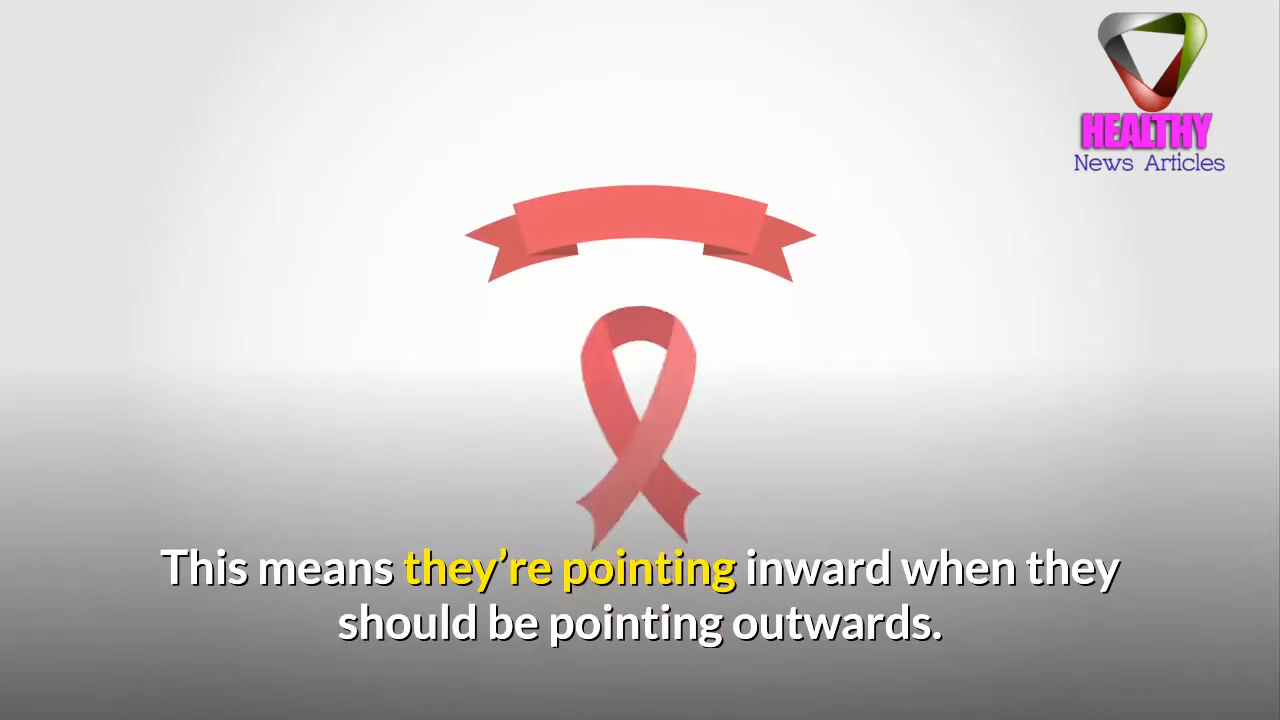 HEALTHY
News Articles
This means they’re pointing inward when they
should be pointing outwards.